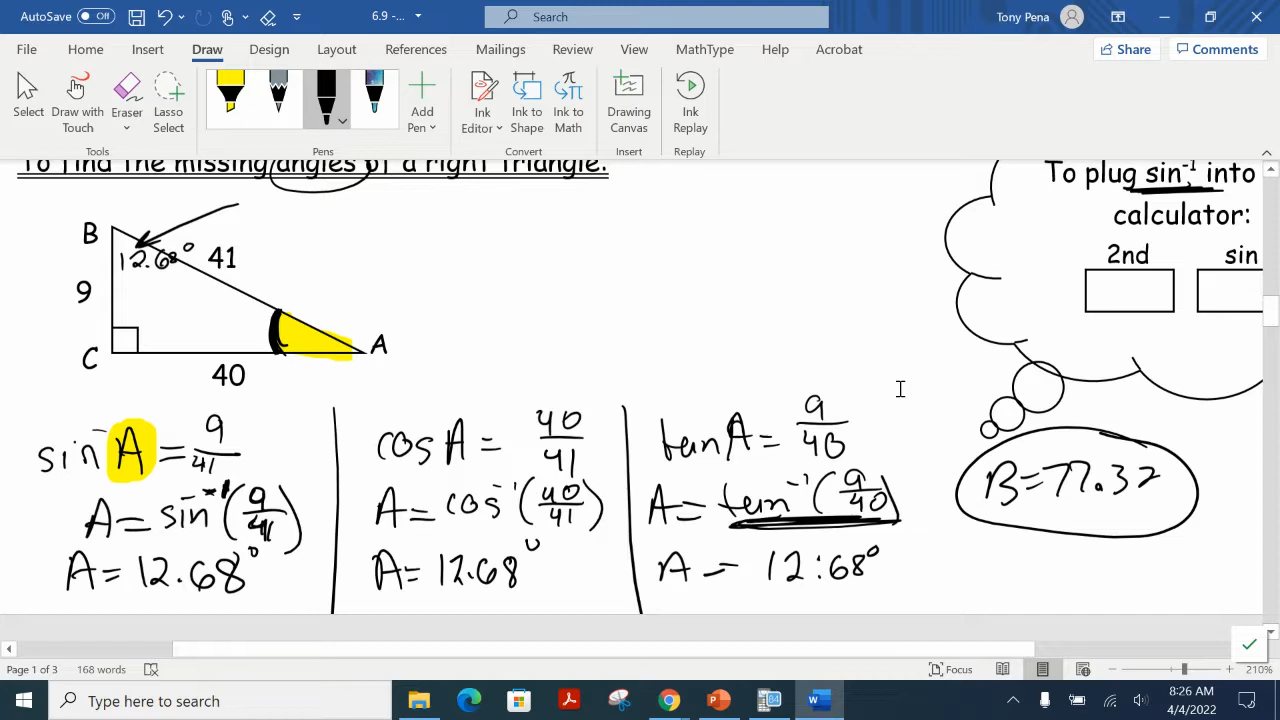 AutoSave Off 6.9 - ... Search Tony Pena
File Home Insert Draw Design Layout References Mailings Review View MathType Help Acrobat Share Comments
Select Draw with Touch Eraser Lasso Select Add Pen Ink Editor Ink to Shape Ink to Math Drawing Canvas Ink Replay
Tools Pens Convert Insert Replay
To find the missing angles of a right triangle.
To plug sin⁻¹ into
calculator:
2nd sin
B
12.68°
41
9
C
A
40
sin A = 9/41
A = sin⁻¹(9/41)
A = 12.68°
cos A = 40/41
A = cos⁻¹(40/41)
A = 12.68°
tan A = 9/40
A = tan⁻¹(9/40)
A = 12.68°
B = 77.32
Page 1 of 3 168 words Focus 210%
Type here to search 8:26 AM
4/4/2022